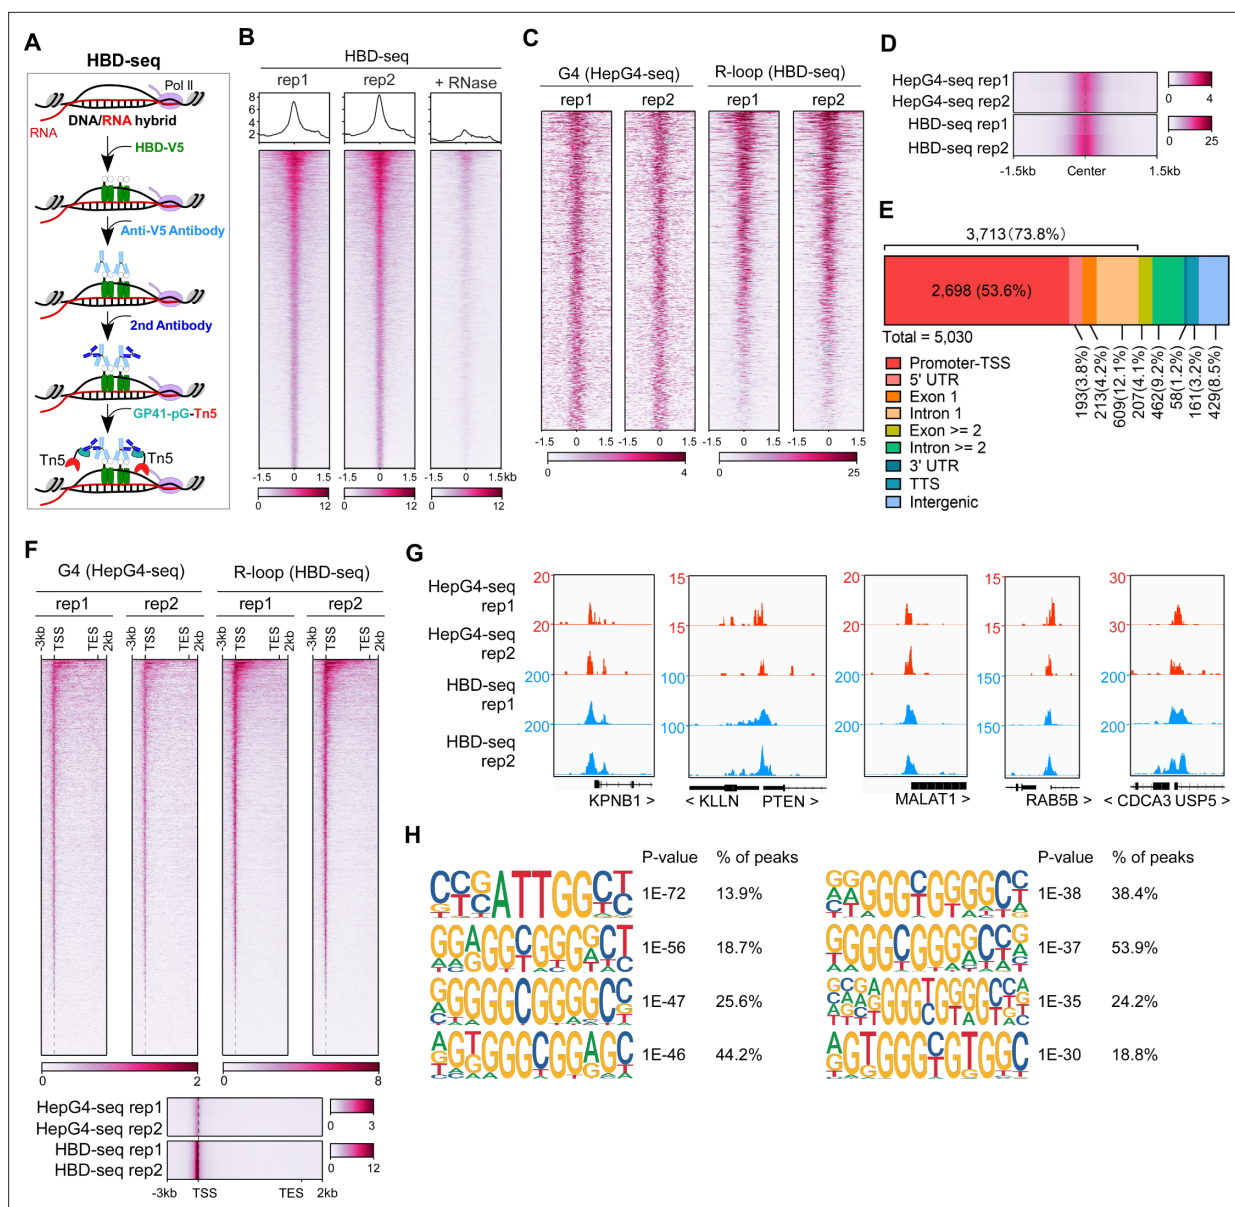 A
HBD-seq
Pol II
RNA
DNA/RNA hybrid
HBD-V5
Anti-V5 Antibody
2nd Antibody
GP41-pG-Tn5
Tn5
Tn5
B
HBD-seq
rep1 rep2 + RNase
8
6
4
2
-1.5 0 1.5 -1.5 0 1.5 -1.5 0 1.5kb
0 12 0 12 0 12
C
G4 (HepG4-seq) R-loop (HBD-seq)
rep1 rep2 rep1 rep2
-1.5 0 1.5 -1.5 0 1.5 -1.5 0 1.5 -1.5 0 1.5
0 4 0 25
D
HepG4-seq rep1
HepG4-seq rep2
0 4
HBD-seq rep1
HBD-seq rep2
0 25
-1.5kb Center 1.5kb
E
3,713(73.8%)
2,698 (53.6%)
Total = 5,030
193(3.8%)
213(4.2%)
609(12.1%)
207(4.1%)
462(9.2%)
58(1.2%)
161(3.2%)
429(8.5%)
Promoter-TSS
5' UTR
Exon 1
Intron 1
Exon >= 2
Intron >= 2
3' UTR
TTS
Intergenic
F
G4 (HepG4-seq) R-loop (HBD-seq)
rep1 rep2 rep1 rep2
-3kb TSS TES 2kb -3kb TSS TES 2kb -3kb TSS TES 2kb -3kb TSS TES 2kb
0 2 0 8
HepG4-seq rep1
HepG4-seq rep2
0 3
HBD-seq rep1
HBD-seq rep2
0 12
-3kb TSS TES 2kb
G
HepG4-seq
rep1
20 15 20 15 30
HepG4-seq
rep2
20 15 20 15 30
HBD-seq
rep1
200 100 200 150 200
HBD-seq
rep2
200 100 200 150 200
KPNB1 > < KLLN PTEN > MALAT1 > RAB5B > < CDCA3 USP5 >
H
P-value % of peaks P-value % of peaks
CCGATTGGCT 1E-72 13.9% GGGGGCGGGGCC 1E-38 38.4%
GGAGGCGGGGCT 1E-56 18.7% GGGGCGGGGCCG 1E-37 53.9%
GGGGGCGGGGCC 1E-47 25.6% GCGAGGGTGGGCCA 1E-35 24.2%
AGTGGGCGGAGC 1E-46 44.2% AGTGGGCGTGGC 1E-30 18.8%